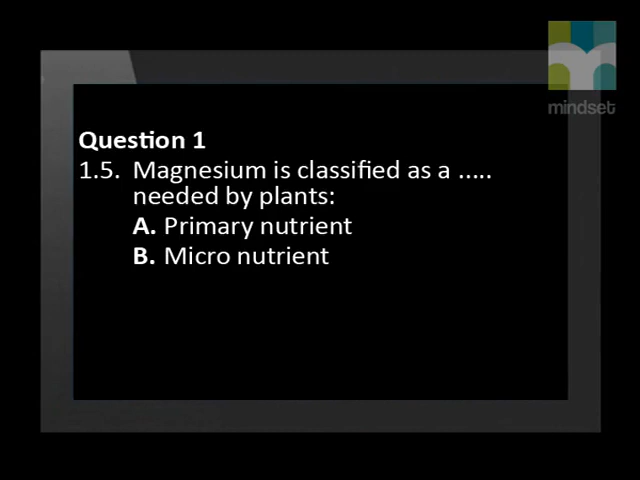 mindset
Question 1
1.5. Magnesium is classified as a .....
needed by plants:
A. Primary nutrient
B. Micro nutrient